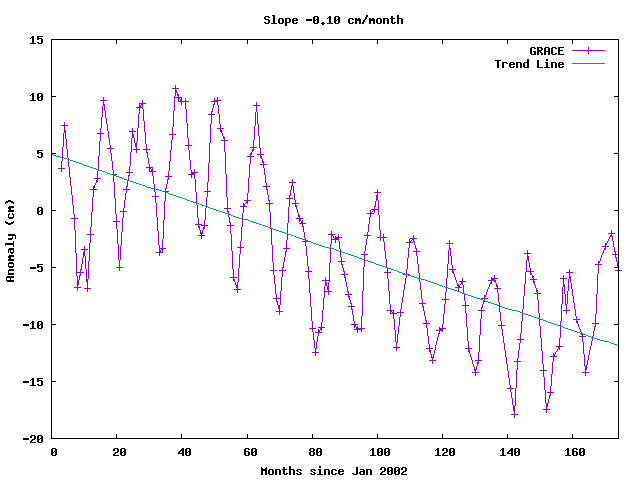 Slope -0.10 cm/month
GRACE
Trend Line
15
10
5
0
-5
-10
-15
-20
Anomaly (cm)
0 20 40 60 80 100 120 140 160
Months since Jan 2002